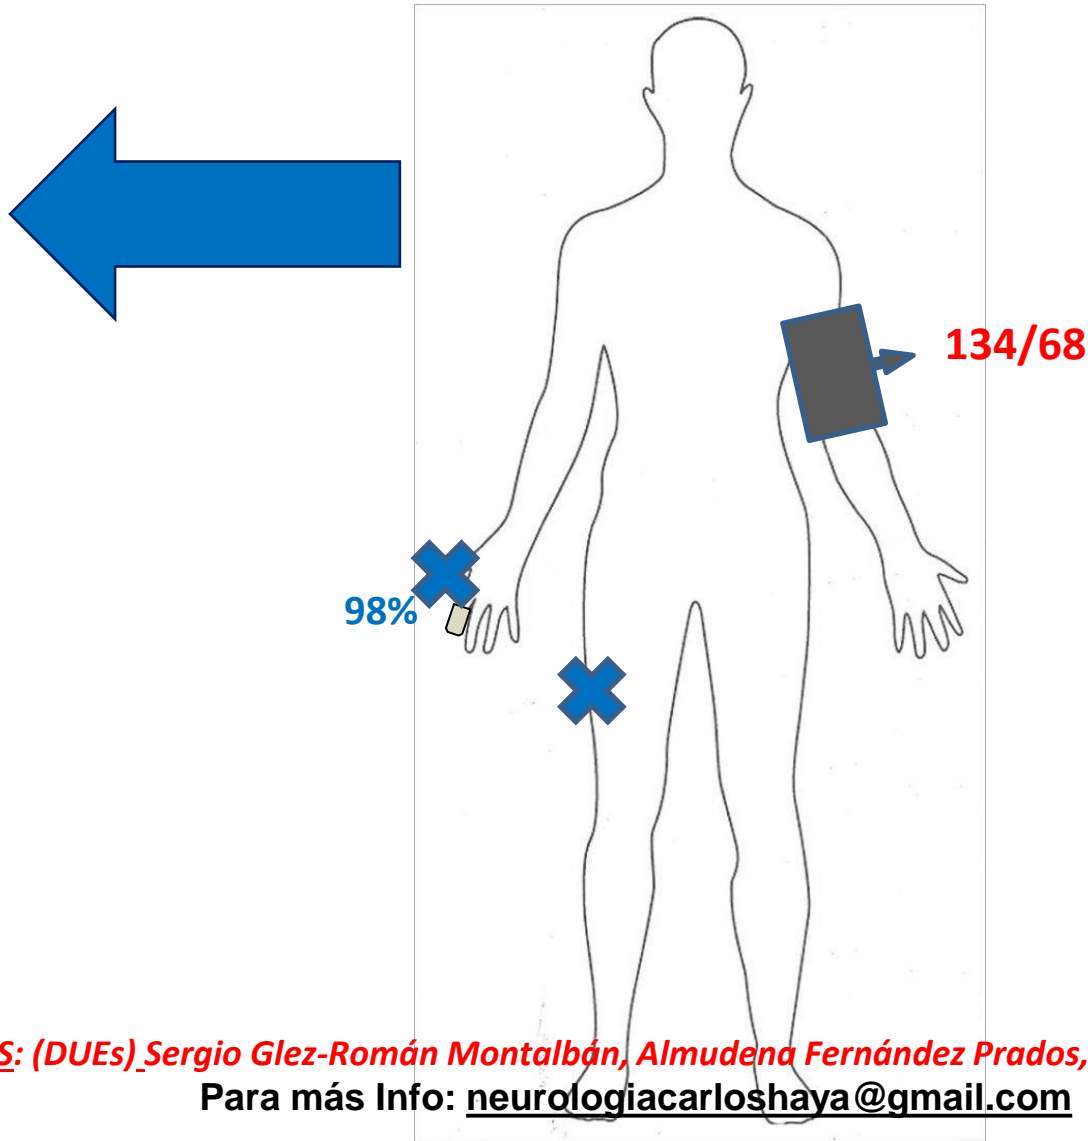 134/68
98%
S: (DUEs) Sergio Glez-Román Montalbán, Almudena Fernández Prados,
Para más Info: neurologiacarloshaya@gmail.com